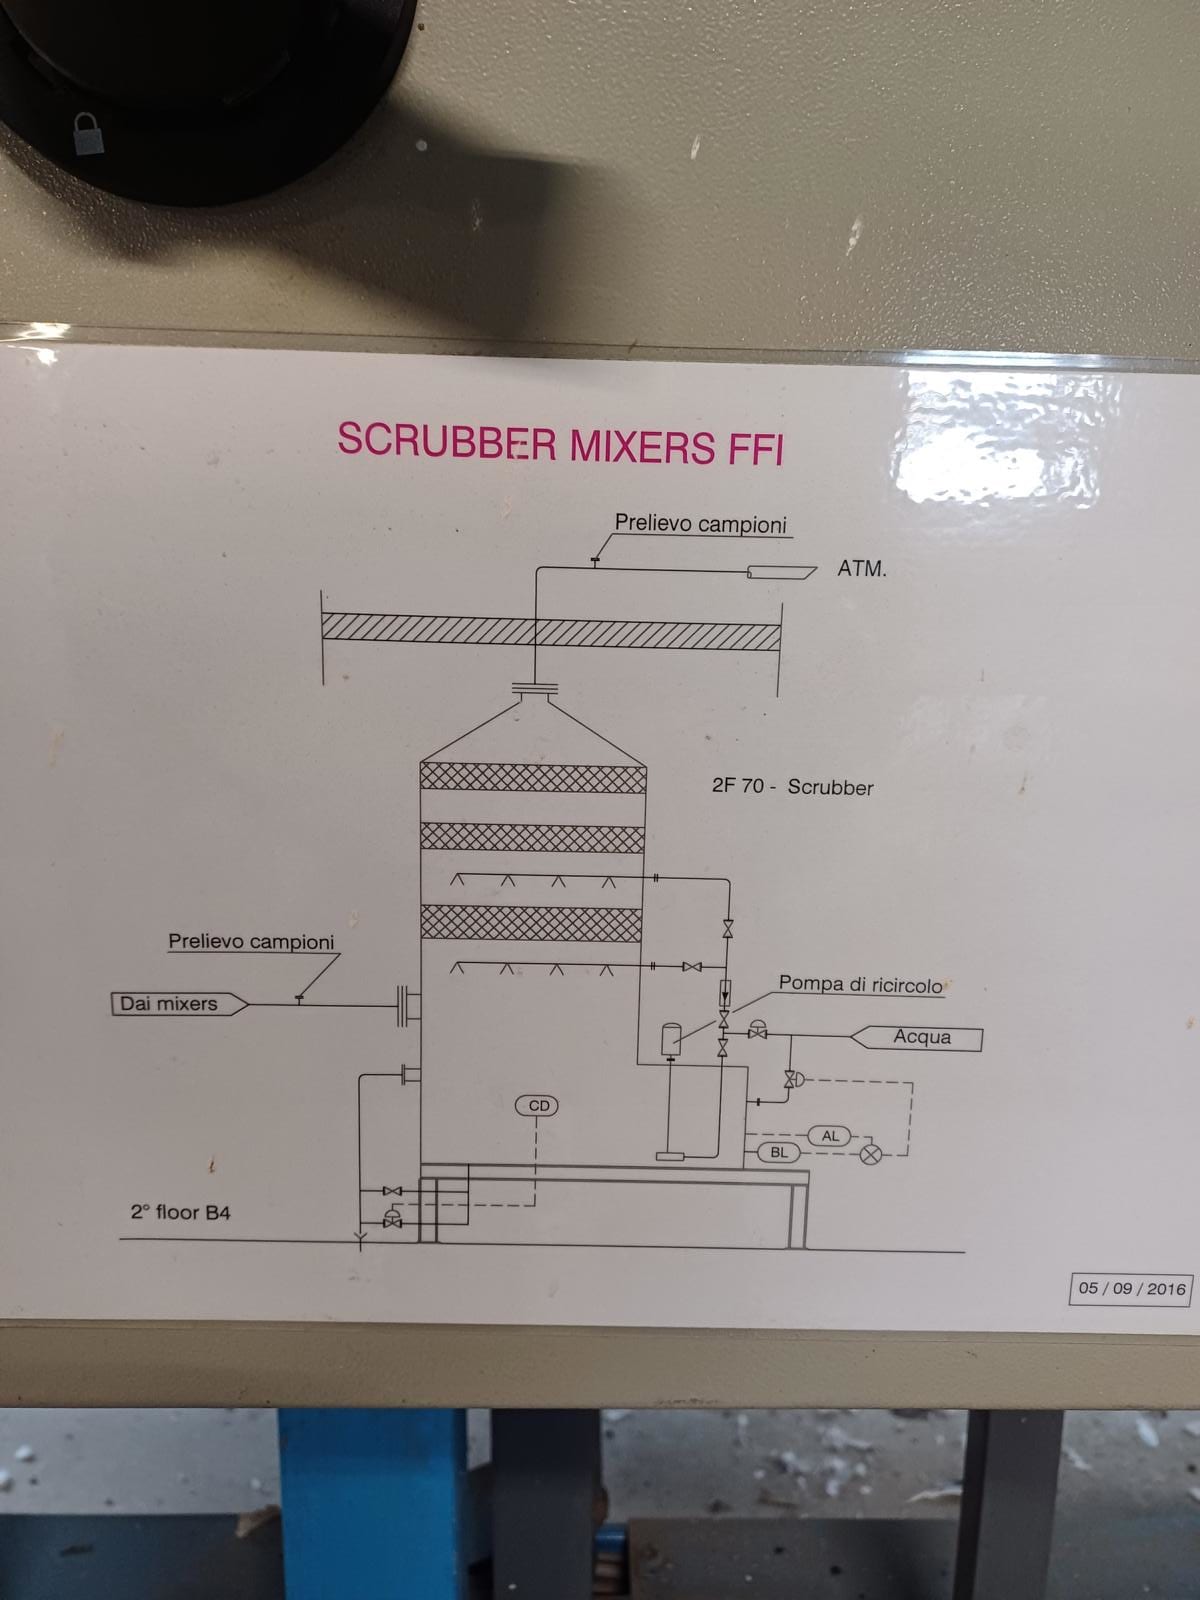 SCRUBBER MIXERS FFI
Prelievo campioni
ATM.
2F 70 - Scrubber
Prelievo campioni
Pompa di ricircolo
Dai mixers
Acqua
CD
AL
BL
2° floor B4
05 / 09 / 2016